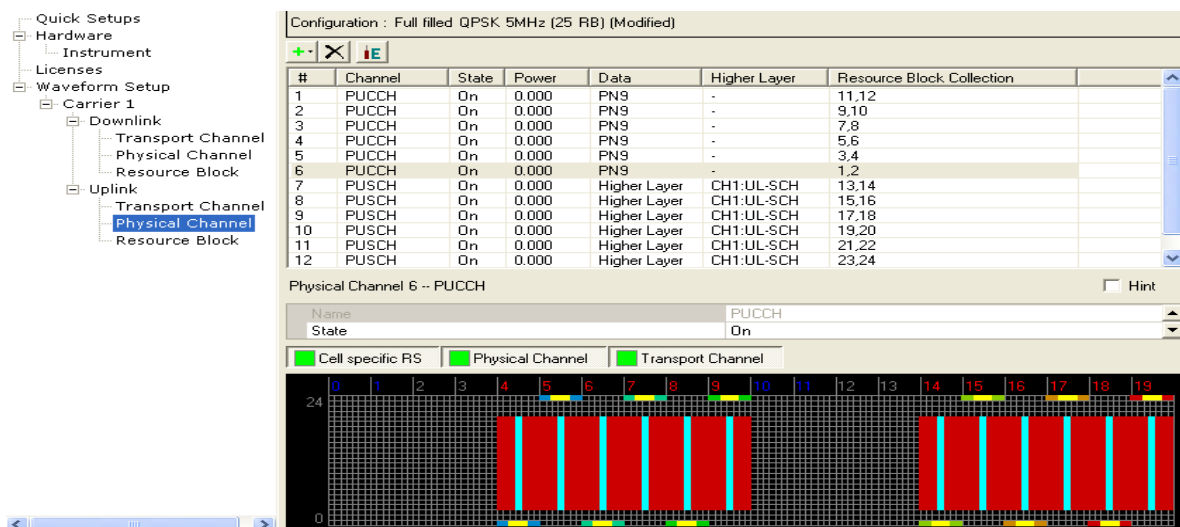 Quick Setups
Hardware
Instrument
Licenses
Waveform Setup
Carrier 1
Downlink
Transport Channel
Physical Channel
Resource Block
Uplink
Transport Channel
Physical Channel
Resource Block
Configuration : Full filled QPSK 5MHz (25 RB) (Modified)
# Channel State Power Data Higher Layer Resource Block Collection
1 PUCCH On 0.000 PN9 - 11,12
2 PUCCH On 0.000 PN9 - 9,10
3 PUCCH On 0.000 PN9 - 7,8
4 PUCCH On 0.000 PN9 - 5,6
5 PUCCH On 0.000 PN9 - 3,4
6 PUCCH On 0.000 PN9 - 1,2
7 PUSCH On 0.000 Higher Layer CH1:UL-SCH 13,14
8 PUSCH On 0.000 Higher Layer CH1:UL-SCH 15,16
9 PUSCH On 0.000 Higher Layer CH1:UL-SCH 17,18
10 PUSCH On 0.000 Higher Layer CH1:UL-SCH 19,20
11 PUSCH On 0.000 Higher Layer CH1:UL-SCH 21,22
12 PUSCH On 0.000 Higher Layer CH1:UL-SCH 23,24
Physical Channel 6 -- PUCCH Hint
Name PUCCH
State On
Cell specific RS Physical Channel Transport Channel
0 1 2 3 4 5 6 7 8 9 10 11 12 13 14 15 16 17 18 19
24
0